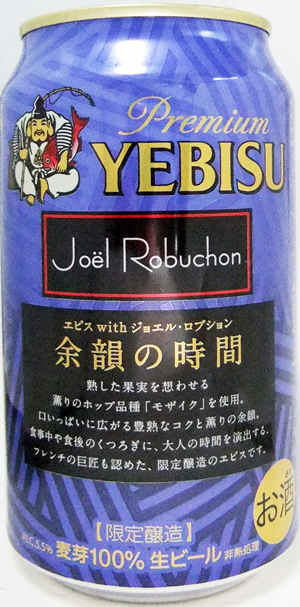 Premium
YEBISU
Joël Robuchon
ヱビス with ジョエル・ロブション
余韻の時間
熟した果実を想わせる
薫りのホップ品種「モザイク」を使用。
口いっぱいに広がる豊熟なコクと薫りの余韻。
食事中や食後のくつろぎに、大人の時間を演出する、
フレンチの巨匠も認めた、限定醸造のヱビスです。
お酒
【限定醸造】
ALC.5.5% 麦芽100% 生ビール 非熱処理